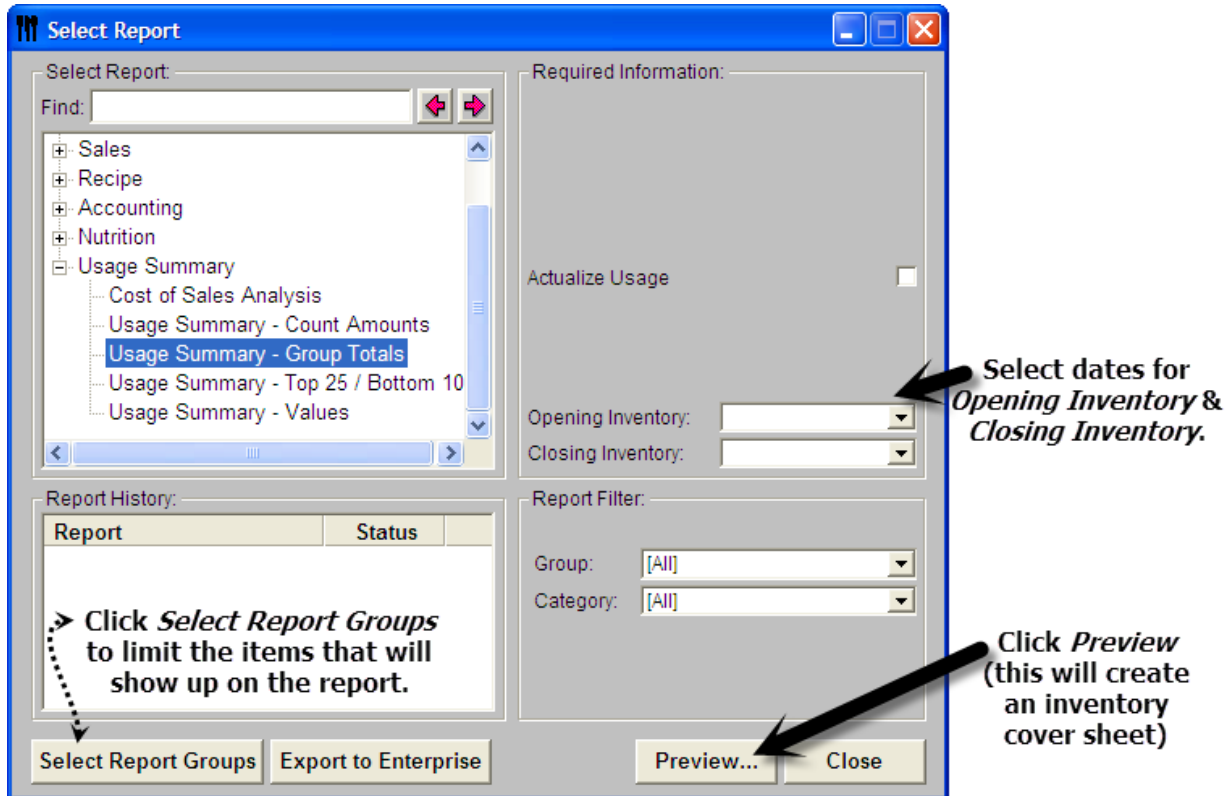 Select Report
Select Report:
Find:
Sales
Recipe
Accounting
Nutrition
Usage Summary
Cost of Sales Analysis
Usage Summary - Count Amounts
Usage Summary - Group Totals
Usage Summary - Top 25 / Bottom 10
Usage Summary - Values
Required Information:
Actualize Usage
Opening Inventory:
Closing Inventory:
Select dates for
Opening Inventory &
Closing Inventory.
Report History:
Report Status
Click Select Report Groups
to limit the items that will
show up on the report.
Report Filter:
Group: [All]
Category: [All]
Click Preview
(this will create
an inventory
cover sheet)
Select Report Groups
Export to Enterprise
Preview...
Close